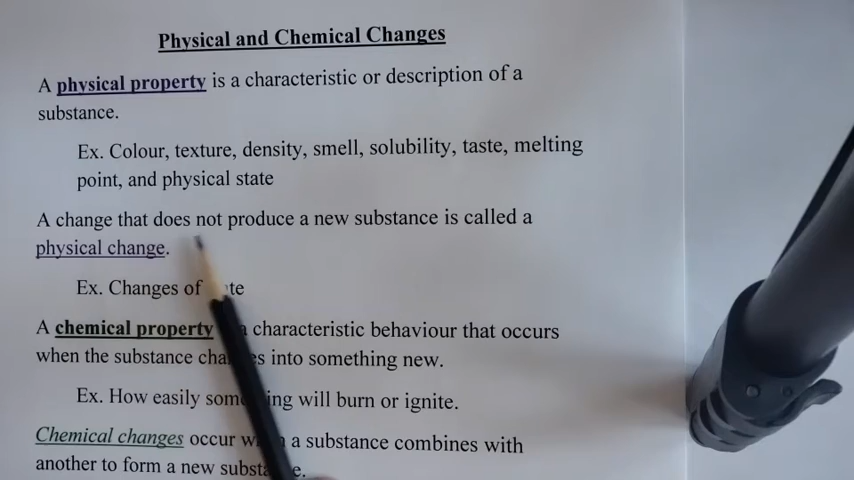 Physical and Chemical Changes
A physical property is a characteristic or description of a
substance.
Ex. Colour, texture, density, smell, solubility, taste, melting
point, and physical state
A change that does not produce a new substance is called a
physical change.
Ex. Changes of
A chemical property characteristic behaviour that occurs
when the substance into something new.
Ex. How easily will burn or ignite.
Chemical changes occur a substance combines with
another to form a new